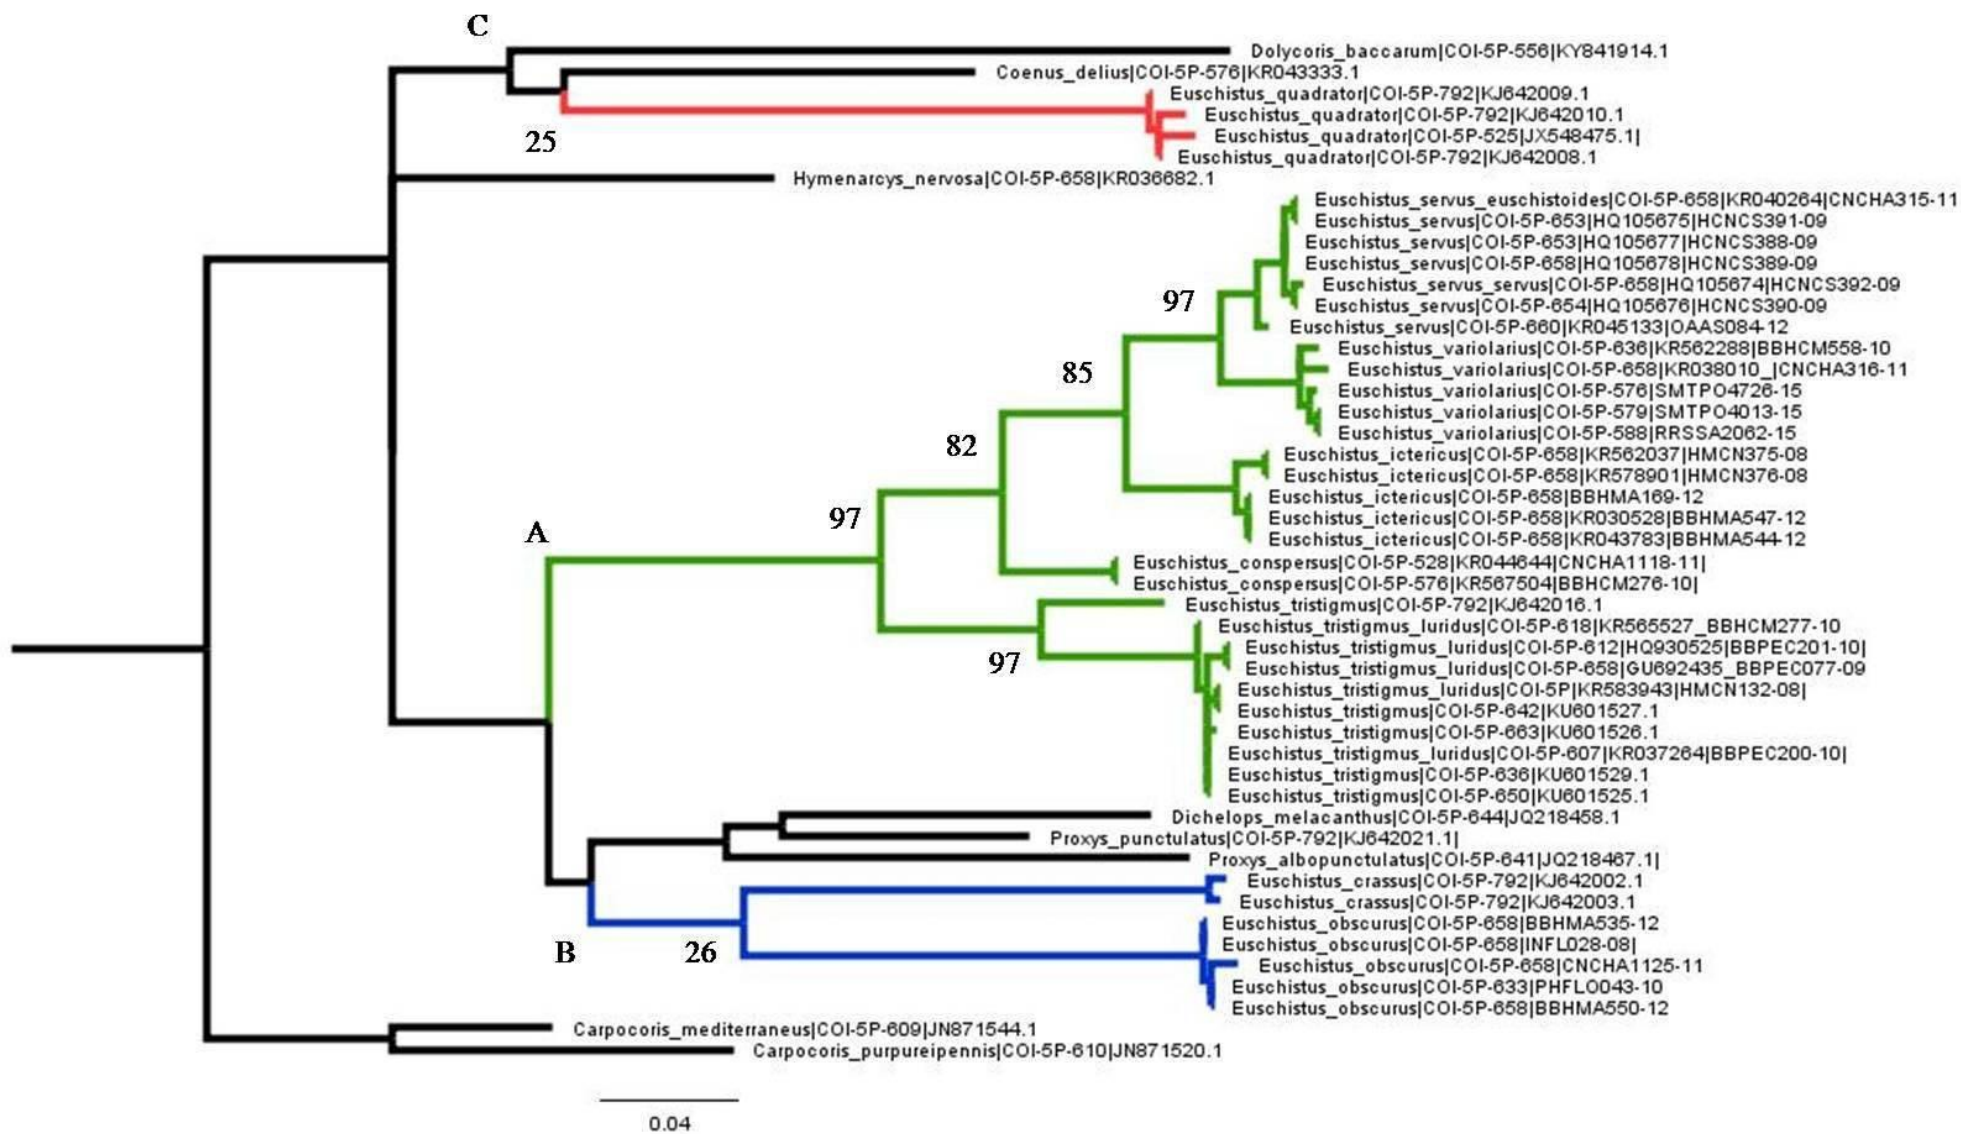 C
Dolycoris_baccarum|COI-5P-556|KY841914.1
Coenus_delius|COI-5P-576|KR043333.1
Euschistus_quadrator|COI-5P-792|KJ642009.1
Euschistus_quadrator|COI-5P-792|KJ642010.1
25
Euschistus_quadrator|COI-5P-525|JX548475.1|
Euschistus_quadrator|COI-5P-792|KJ642008.1
Hymenarcys_nervosa|COI-5P-658|KR036682.1
Euschistus_servus_euschistoides|COI-5P-658|KR040264|CNCHA315-11
Euschistus_servus|COI-5P-653|HQ105675|HCNCS391-09
Euschistus_servus|COI-5P-653|HQ105677|HCNCS388-09
Euschistus_servus|COI-5P-658|HQ105678|HCNCS389-09
Euschistus_servus_servus|COI-5P-658|HQ105674|HCNCS392-09
97
Euschistus_servus|COI-5P-654|HQ105676|HCNCS390-09
Euschistus_servus|COI-5P-660|KR045133|OAAS084-12
Euschistus_variolarius|COI-5P-636|KR562288|BBHCM558-10
85
Euschistus_variolarius|COI-5P-658|KR038010_|CNCHA316-11
Euschistus_variolarius|COI-5P-576|SMTPO4726-15
Euschistus_variolarius|COI-5P-579|SMTPO4013-15
Euschistus_variolarius|COI-5P-588|RRSSA2062-15
82
Euschistus_ictericus|COI-5P-658|KR562037|HMCN375-08
Euschistus_ictericus|COI-5P-658|KR578901|HMCN376-08
Euschistus_ictericus|COI-5P-658|BBHMA169-12
97
Euschistus_ictericus|COI-5P-658|KR030528|BBHMA547-12
A
Euschistus_ictericus|COI-5P-658|KR043783|BBHMA544-12
Euschistus_conspersus|COI-5P-528|KR044644|CNCHA1118-11|
Euschistus_conspersus|COI-5P-576|KR567504|BBHCM276-10|
Euschistus_tristigmus|COI-5P-792|KJ642016.1
Euschistus_tristigmus_luridus|COI-5P-618|KR565527_BBHCM277-10
Euschistus_tristigmus_luridus|COI-5P-612|HQ930525|BBPEC201-10|
97
Euschistus_tristigmus_luridus|COI-5P-658|GU692435_BBPEC077-09
Euschistus_tristigmus_luridus|COI-5P|KR583943|HMCN132-08|
Euschistus_tristigmus|COI-5P-642|KU601527.1
Euschistus_tristigmus|COI-5P-663|KU601526.1
Euschistus_tristigmus_luridus|COI-5P-607|KR037264|BBPEC200-10|
Euschistus_tristigmus|COI-5P-636|KU601529.1
Euschistus_tristigmus|COI-5P-650|KU601525.1
Dichelops_melacanthus|COI-5P-644|JQ218458.1
Proxys_punctulatus|COI-5P-792|KJ642021.1|
Proxys_albopunctulatus|COI-5P-641|JQ218467.1|
Euschistus_crassus|COI-5P-792|KJ642002.1
Euschistus_crassus|COI-5P-792|KJ642003.1
Euschistus_obscurus|COI-5P-658|BBHMA535-12
Euschistus_obscurus|COI-5P-658|INFL028-08|
B
26
Euschistus_obscurus|COI-5P-658|CNCHA1125-11
Euschistus_obscurus|COI-5P-633|PHFLO043-10
Euschistus_obscurus|COI-5P-658|BBHMA550-12
Carpocoris_mediterraneus|COI-5P-609|JN871544.1
Carpocoris_purpureipennis|COI-5P-610|JN871520.1
0.04